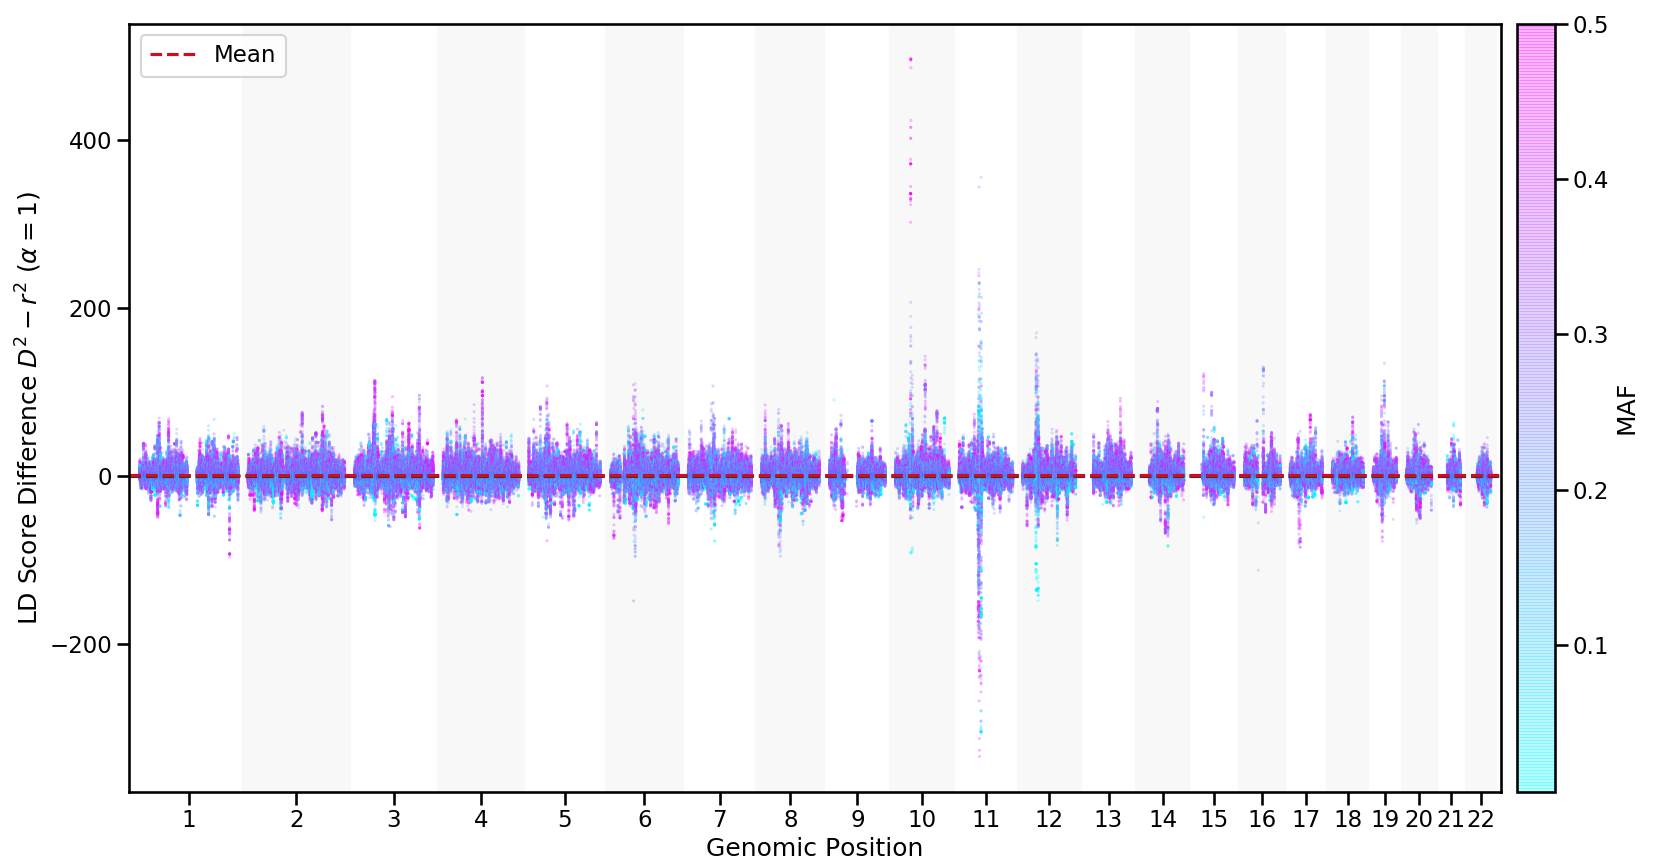 Mean
400
200
0
−200
LD Score Difference D² − r² (α = 1)
1 2 3 4 5 6 7 8 9 10 11 12 13 14 15 16 17 18 19 20 21 22
Genomic Position
0.5
0.4
0.3
0.2
0.1
MAF